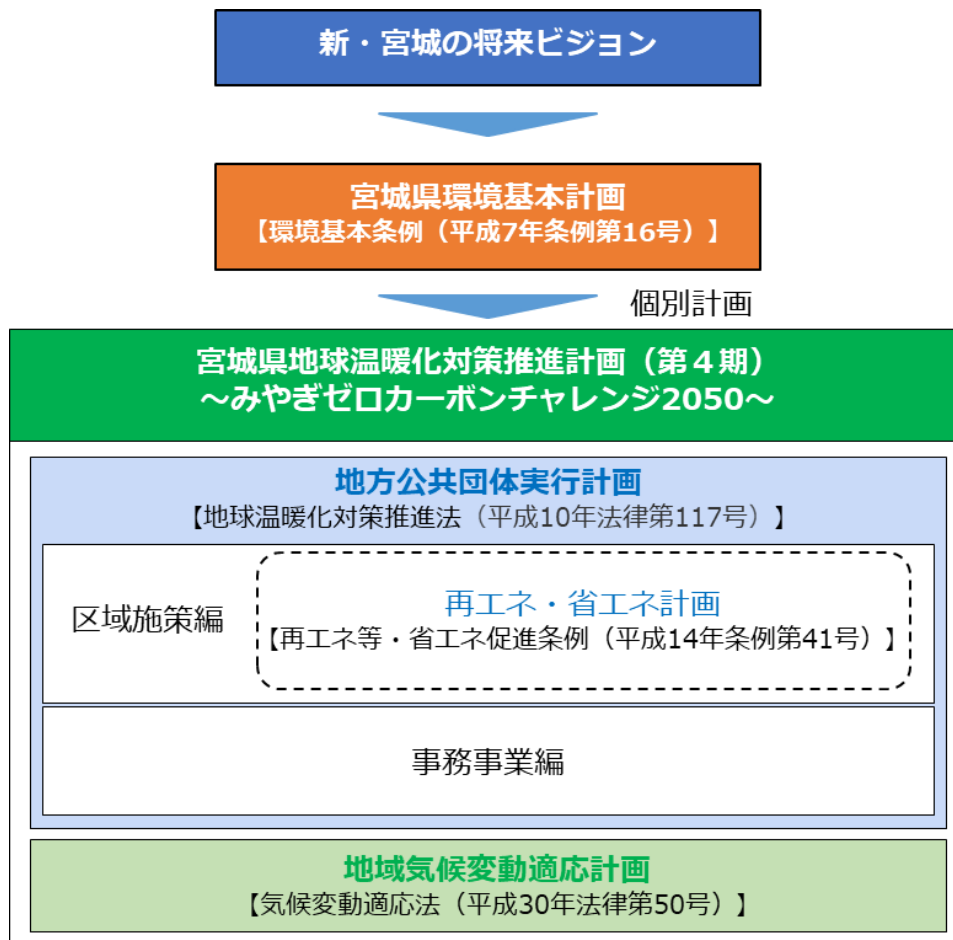 新・宮城の将来ビジョン
宮城県環境基本計画
【環境基本条例（平成7年条例第16号）】
個別計画
宮城県地球温暖化対策推進計画（第４期）
～みやぎゼロカーボンチャレンジ2050～
地方公共団体実行計画
【地球温暖化対策推進法（平成10年法律第117号）】
区域施策編
再エネ・省エネ計画
【再エネ等・省エネ促進条例（平成14年条例第41号）】
事務事業編
地域気候変動適応計画
【気候変動適応法（平成30年法律第50号）】